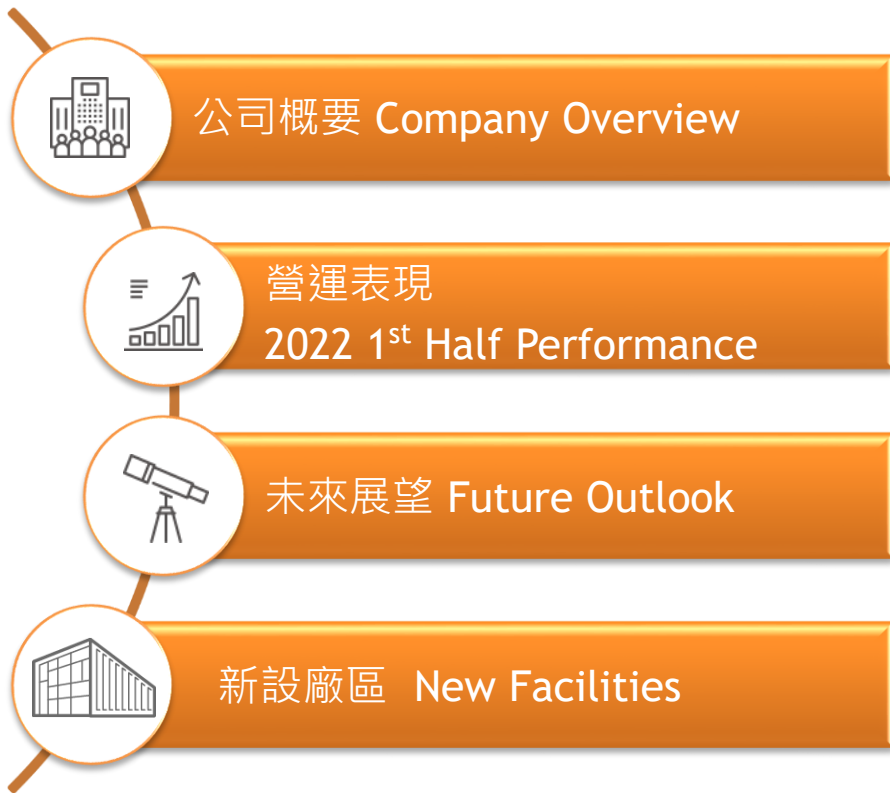 公司概要 Company Overview
營運表現
2022 1st Half Performance
未來展望 Future Outlook
新設廠區 New Facilities